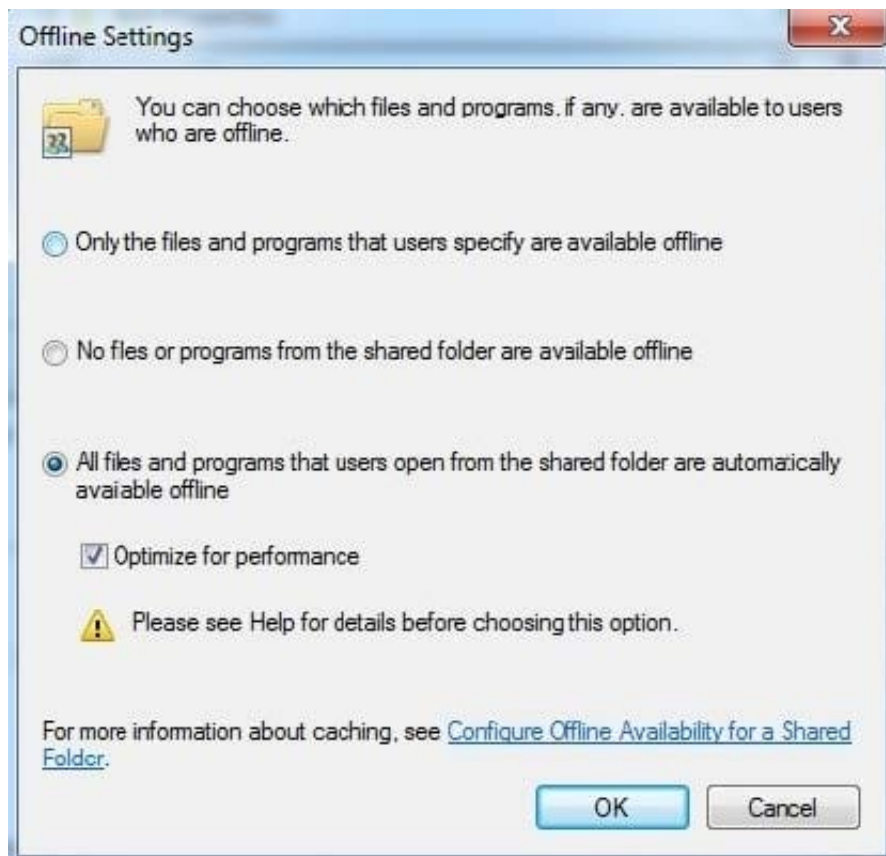 Offline Settings
You can choose which files and programs, if any, are available to users
who are offline.
Only the files and programs that users specify are available offline
No files or programs from the shared folder are available offline
All files and programs that users open from the shared folder are automatically
available offline
Optimize for performance
Please see Help for details before choosing this option.
For more information about caching, see Configure Offline Availability for a Shared
Folder.
OK
Cancel